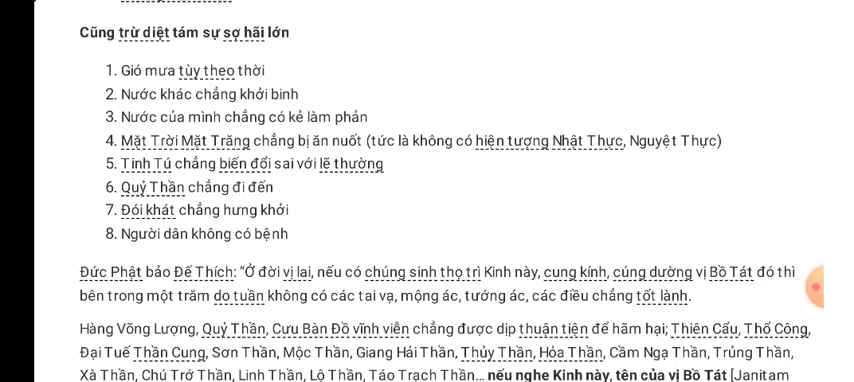 Cũng trừ diệt tám sự sợ hãi lớn
1. Gió mưa tùy theo thời
2. Nước khác chẳng khởi binh
3. Nước của mình chẳng có kẻ làm phản
4. Mặt Trời Mặt Trăng chẳng bị ăn nuốt (tức là không có hiện tượng Nhật Thực, Nguyệt Thực)
5. Tinh Tú chẳng biến đổi sai với lẽ thường
6. Quỷ Thần chẳng đi đến
7. Đói khát chẳng hưng khởi
8. Người dân không có bệnh
Đức Phật bảo Đế Thích: “Ở đời vị lai, nếu có chúng sinh thọ trì Kinh này, cung kính, cúng dường vị Bồ Tát đó thì
bên trong một trăm do tuần không có các tai vạ, mộng ác, tướng ác, các điều chẳng tốt lành.
Hàng Võng Lượng, Quỷ Thần, Cưu Bàn Đồ vĩnh viễn chẳng được dịp thuận tiện để hãm hại; Thiên Cẩu, Thổ Công,
Đại Tuế Thần Cung, Sơn Thần, Mộc Thần, Giang Hải Thần, Thủy Thần, Hỏa Thần, Cầm Ngạ Thần, Trủng Thần,
Xà Thần, Chú Trớ Thần, Linh Thần, Lộ Thần, Táo Trạch Thần... nếu nghe Kinh này, tên của vị Bồ Tát [Janitam